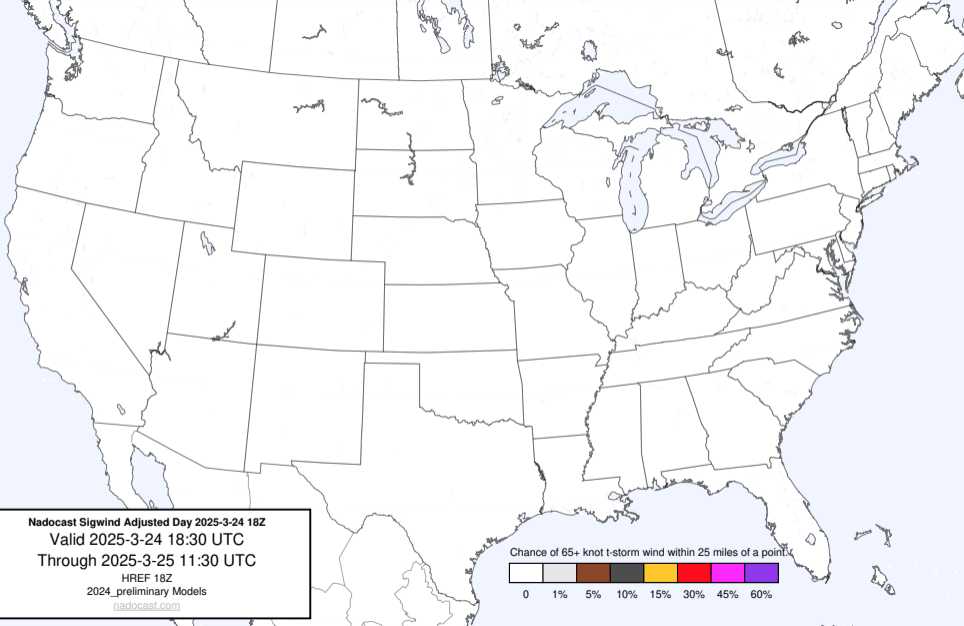 Nadocast Sigwind Adjusted Day 2025-3-24 18Z
Valid 2025-3-24 18:30 UTC
Through 2025-3-25 11:30 UTC
HREF 18Z
2024_preliminary Models
nadocast.com
Chance of 65+ knot t-storm wind within 25 miles of a point.
0 1% 5% 10% 15% 30% 45% 60%